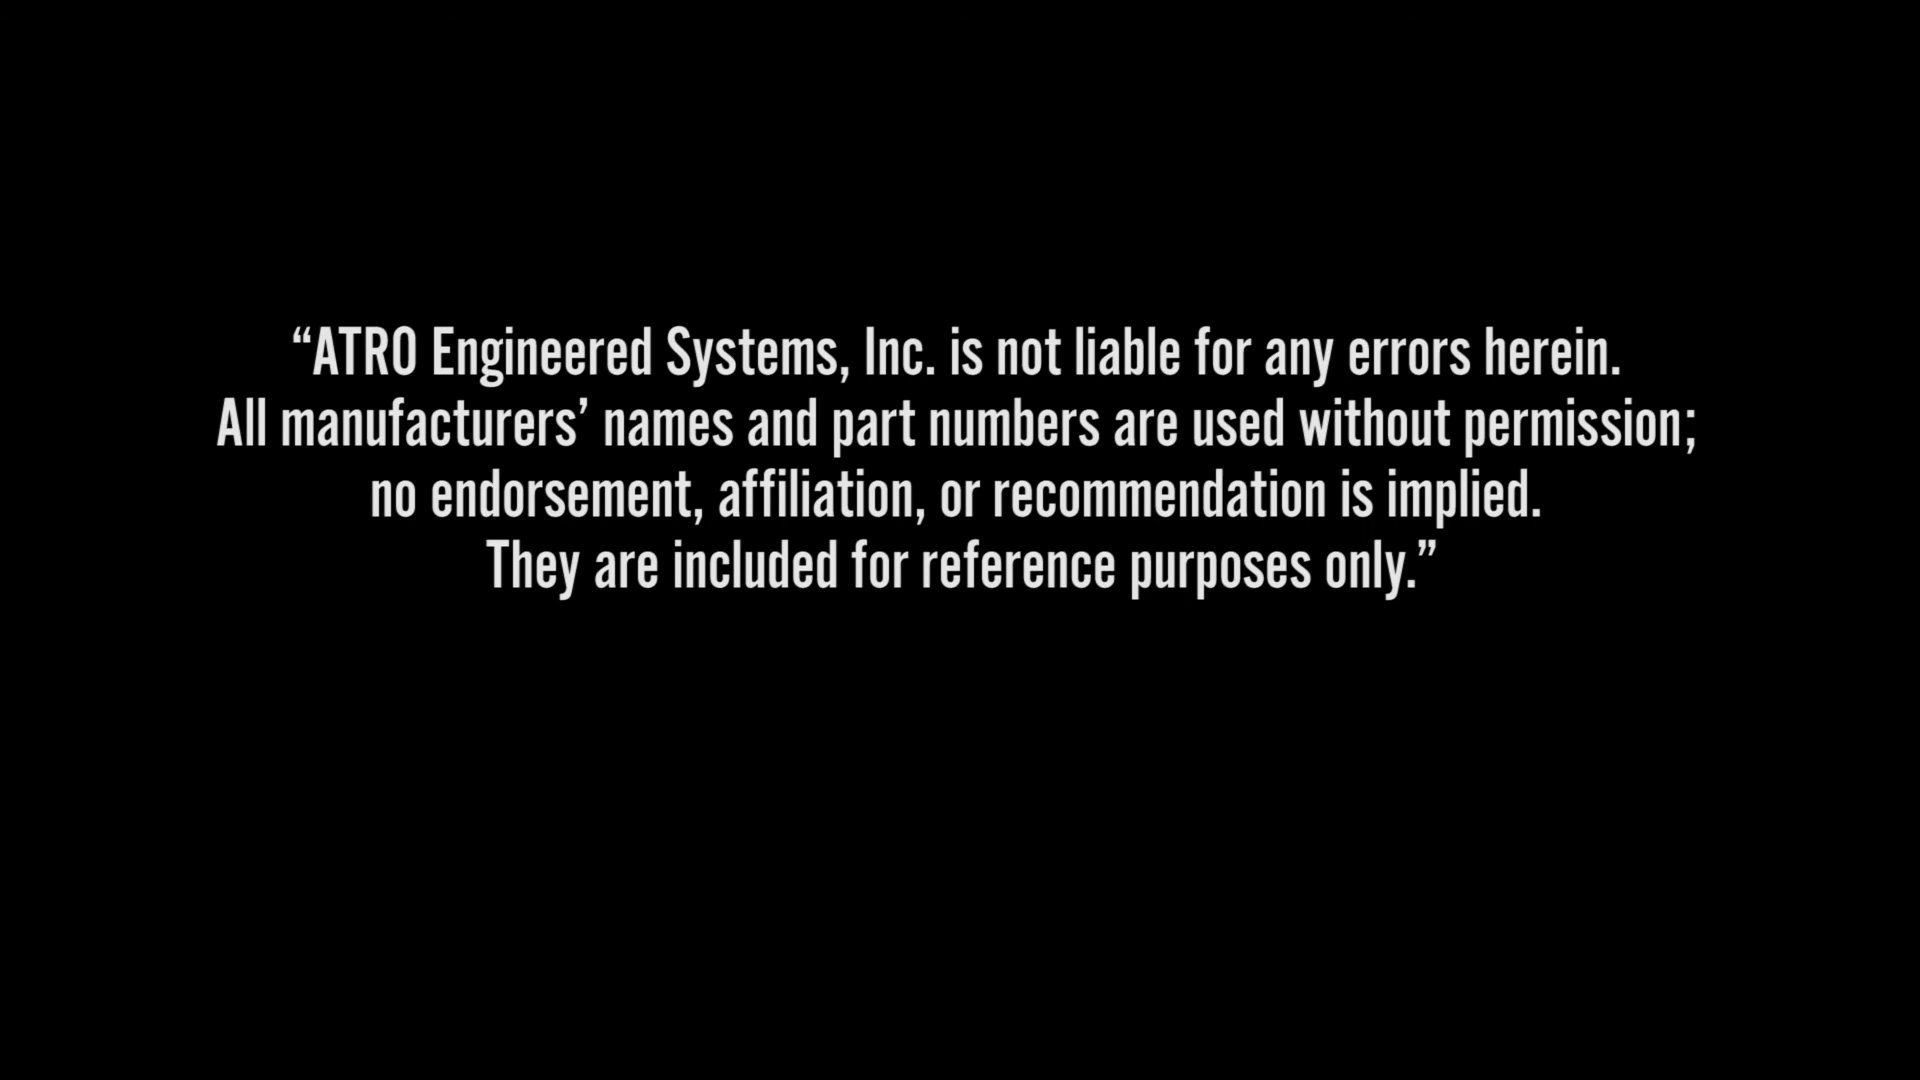 “ATRO Engineered Systems, Inc. is not liable for any errors herein.
All manufacturers’ names and part numbers are used without permission;
no endorsement, affiliation, or recommendation is implied.
They are included for reference purposes only.”